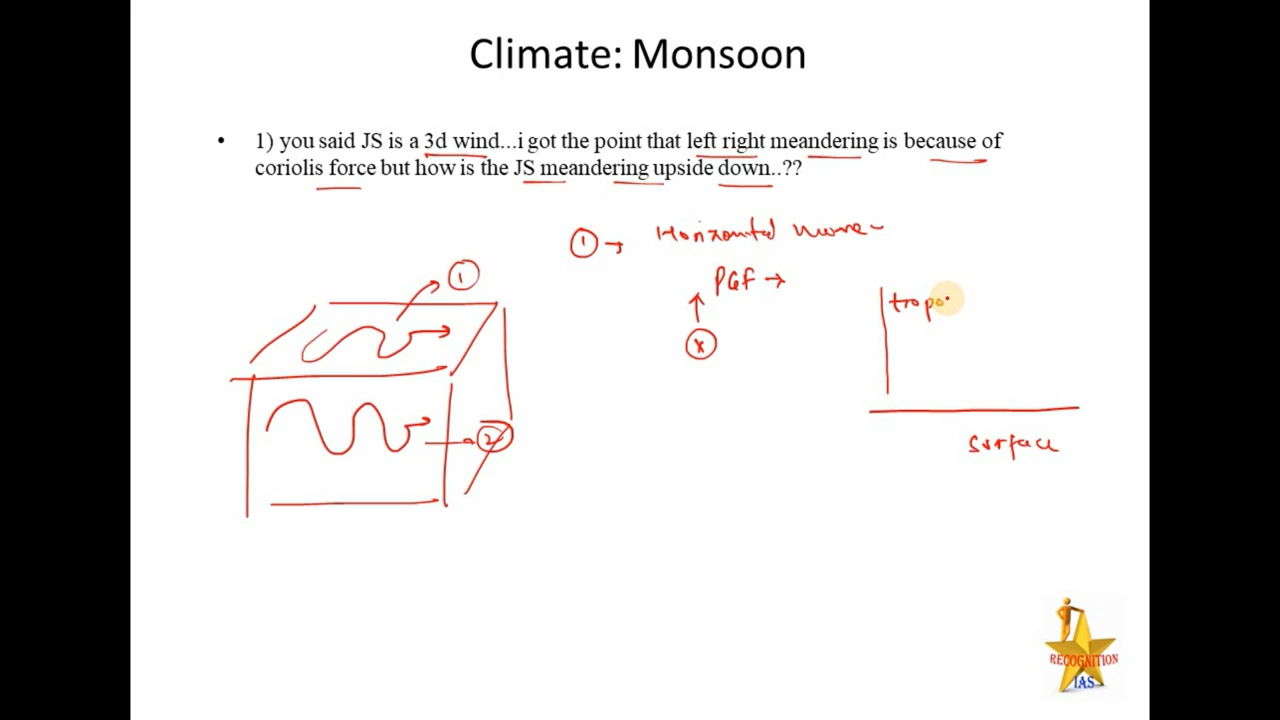 Climate: Monsoon
• 1) you said JS is a 3d wind...i got the point that left right meandering is because of
coriolis force but how is the JS meandering upside down..??
① → Horizontal
PGF →
x
①
tropo
②
surface
RECOGNITION
IAS